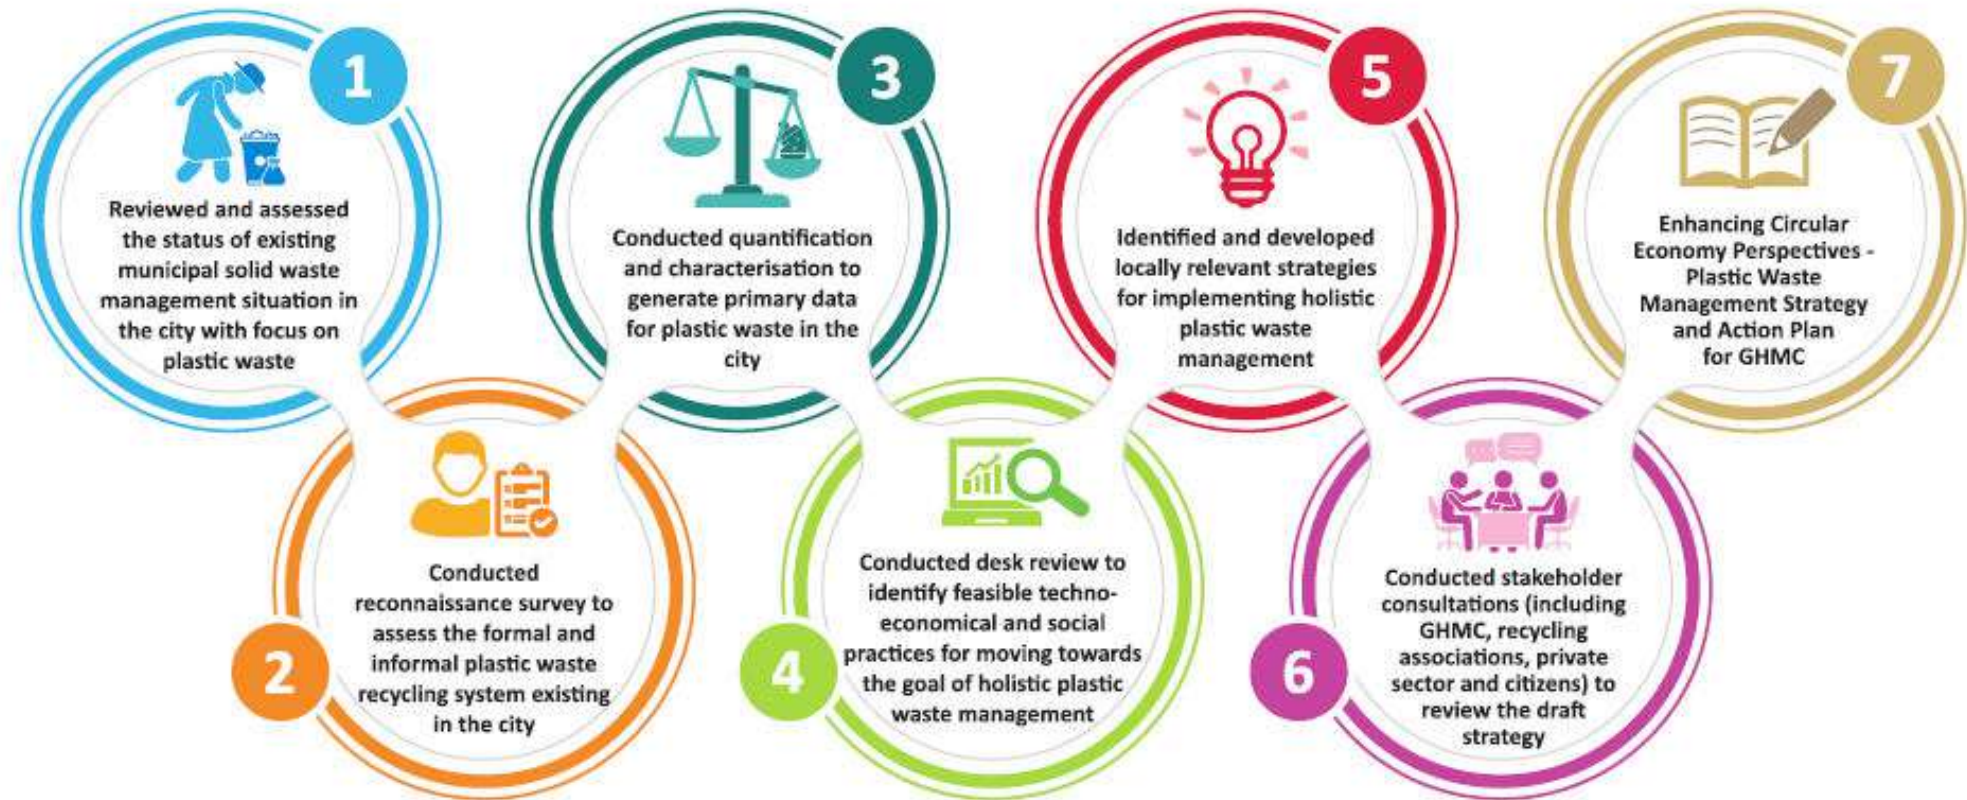 1
Reviewed and assessed
the status of existing
municipal solid waste
management situation in
the city with focus on
plastic waste
2
Conducted
reconnaissance survey to
assess the formal and
informal plastic waste
recycling system existing
in the city
3
Conducted quantification
and characterisation to
generate primary data
for plastic waste in the
city
4
Conducted desk review to
identify feasible techno-
economical and social
practices for moving towards
the goal of holistic plastic
waste management
5
Identified and developed
locally relevant strategies
for implementing holistic
plastic waste
management
6
Conducted stakeholder
consultations (including
GHMC, recycling
associations, private
sector and citizens) to
review the draft
strategy
7
Enhancing Circular
Economy Perspectives -
Plastic Waste
Management Strategy
and Action Plan
for GHMC